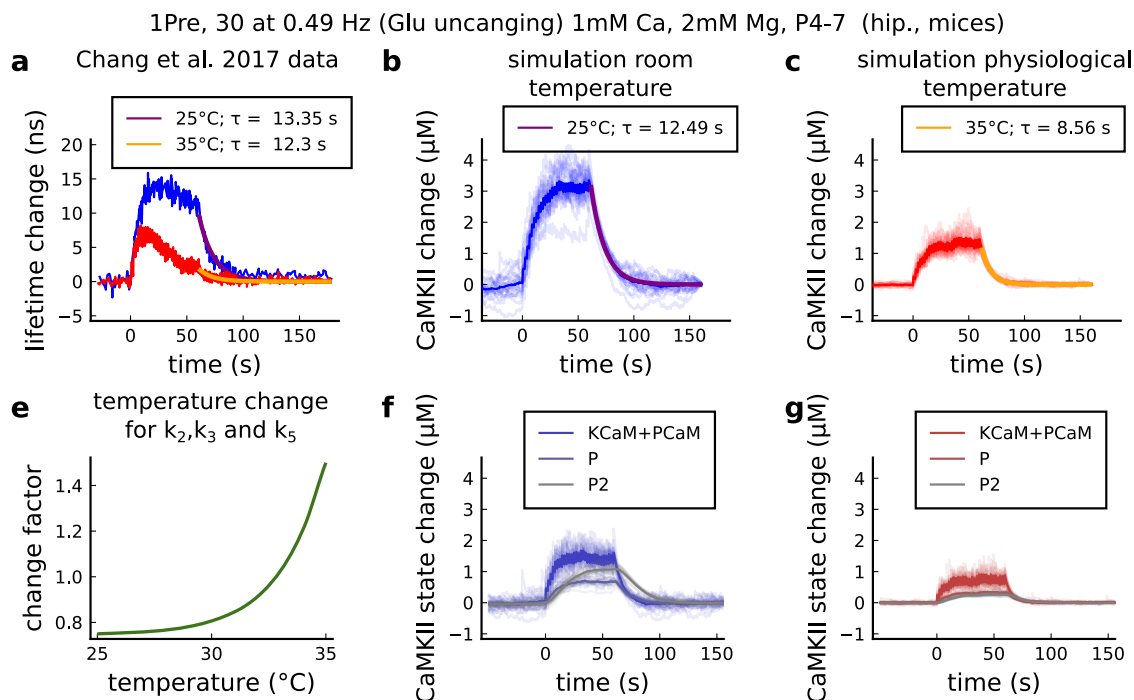 1Pre, 30 at 0.49 Hz (Glu uncanging) 1mM Ca, 2mM Mg, P4-7 (hip., mices)
a
Chang et al. 2017 data
25°C; τ = 13.35 s
35°C; τ = 12.3 s
lifetime change (ns)
20
15
10
5
0
−5
0 50 100 150
time (s)
b
simulation room
temperature
25°C; τ = 12.49 s
CaMKII change (μM)
4
3
2
1
0
−1
0 50 100 150
time (s)
c
simulation physiological
temperature
35°C; τ = 8.56 s
CaMKII change (μM)
4
3
2
1
0
−1
0 50 100 150
time (s)
e
temperature change
for k₂,k₃ and k₅
change factor
1.4
1.2
1.0
0.8
25 30 35
temperature (°C)
f
KCaM+PCaM
P
P2
CaMKII state change (μM)
4
3
2
1
0
−1
0 50 100 150
time (s)
g
KCaM+PCaM
P
P2
CaMKII state change (μM)
4
3
2
1
0
−1
0 50 100 150
time (s)